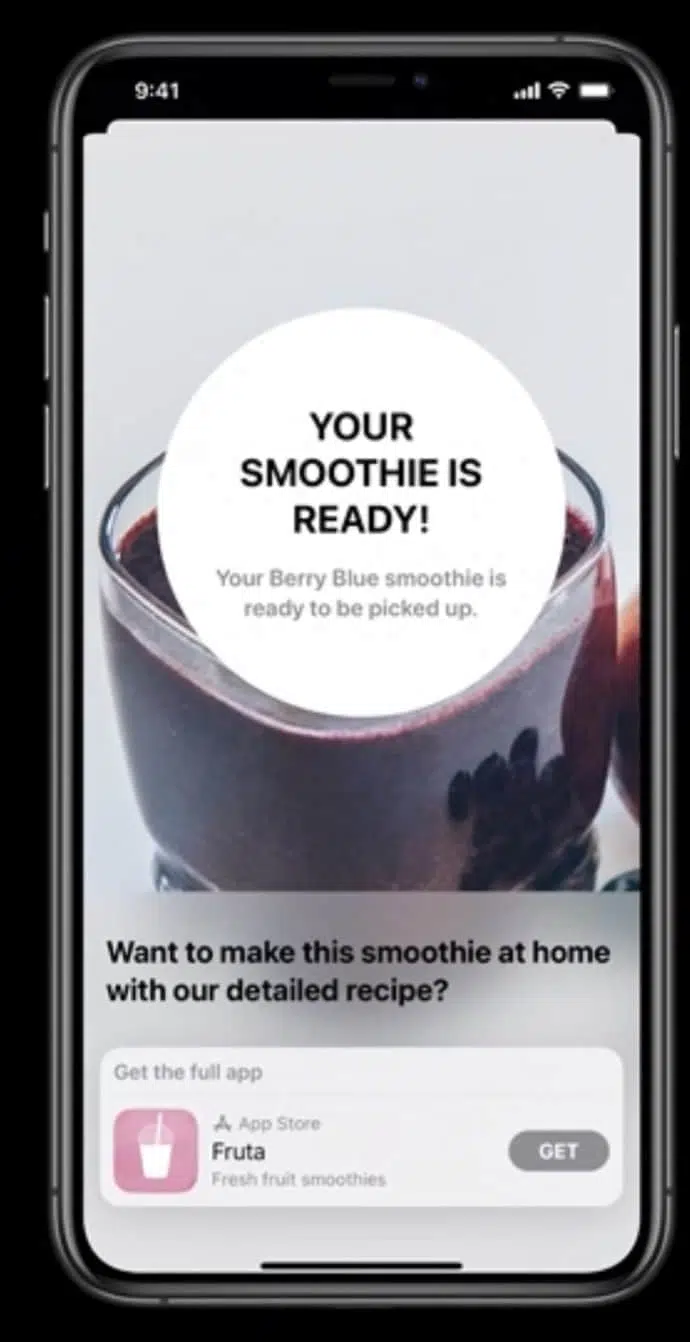 9:41
YOUR
SMOOTHIE IS
READY!
Your Berry Blue smoothie is
ready to be picked up.
Want to make this smoothie at home
with our detailed recipe?
Get the full app
App Store
Fruta
Fresh fruit smoothies
GET